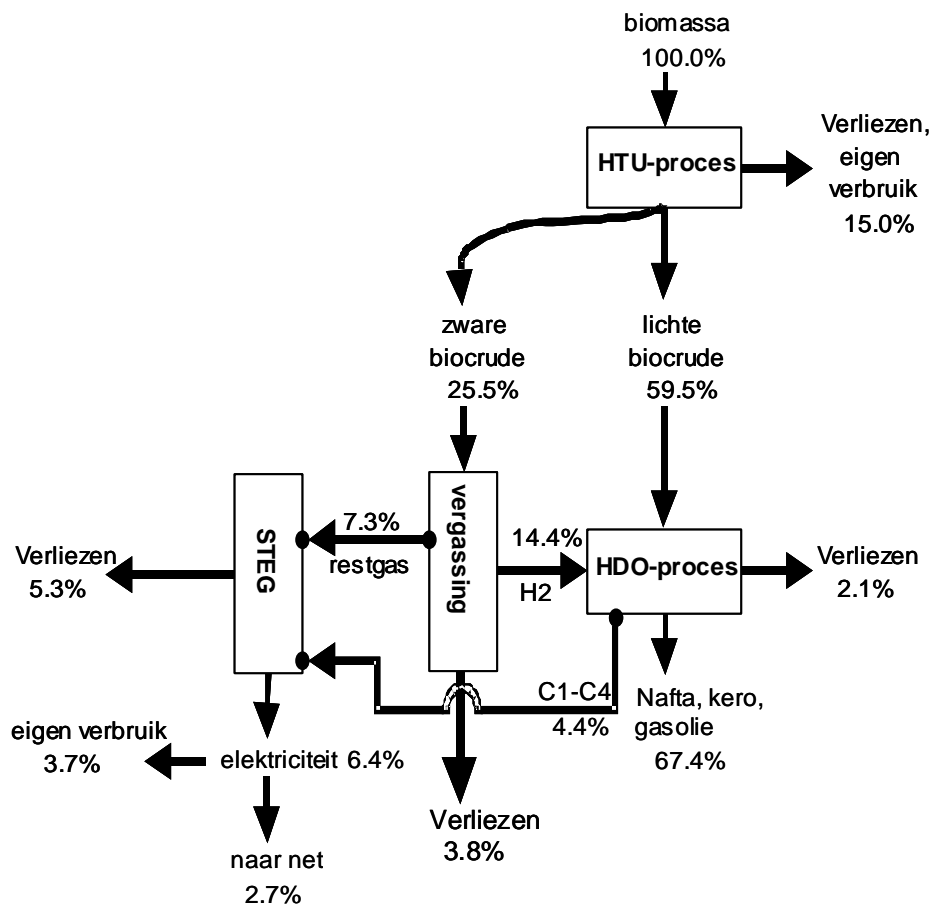 biomassa
100.0%
HTU-proces
Verliezen,
eigen
verbruik
15.0%
zware
biocrude
25.5%
lichte
biocrude
59.5%
STEG
7.3%
restgas
vergassing
14.4%
H2
HDO-proces
Verliezen
5.3%
Verliezen
2.1%
C1-C4
4.4%
Nafta, kero,
gasolie
67.4%
eigen verbruik
3.7%
elektriciteit 6.4%
Verliezen
3.8%
naar net
2.7%